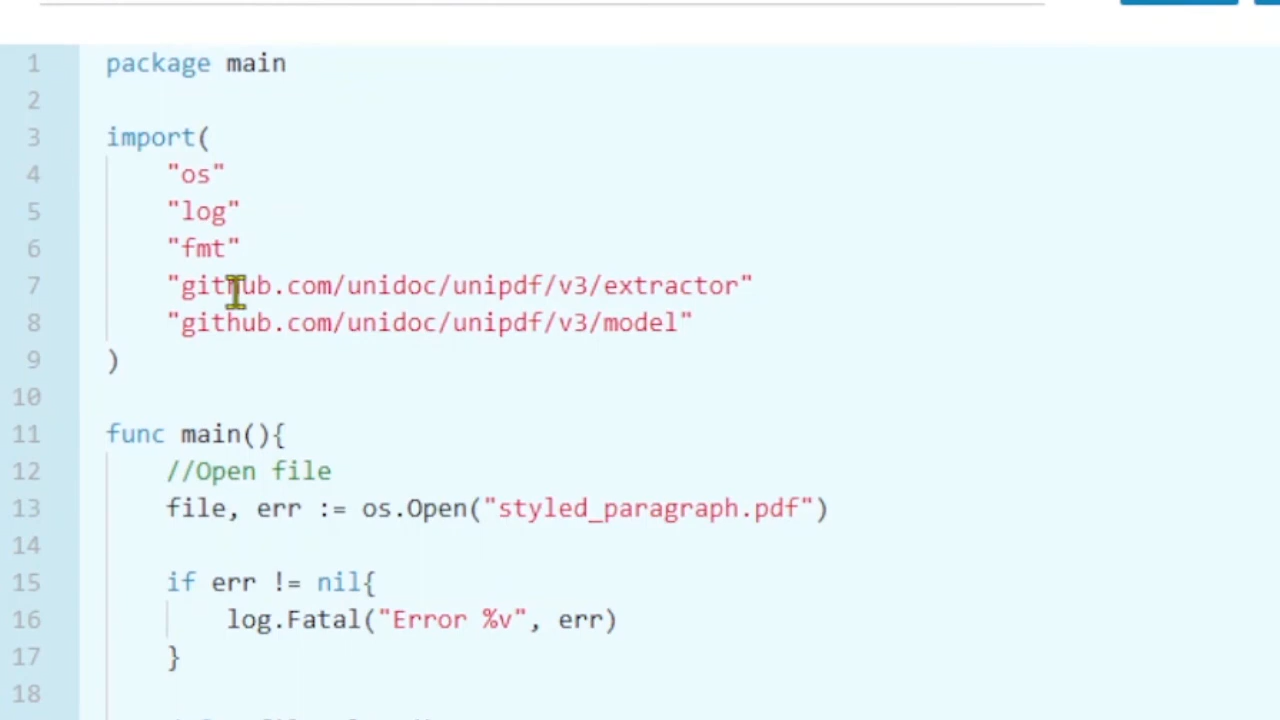 1 package main
2
3 import(
4 "os"
5 "log"
6 "fmt"
7 "github.com/unidoc/unipdf/v3/extractor"
8 "github.com/unidoc/unipdf/v3/model"
9 )
10
11 func main(){
12 //Open file
13 file, err := os.Open("styled_paragraph.pdf")
14
15 if err != nil{
16 log.Fatal("Error %v", err)
17 }
18